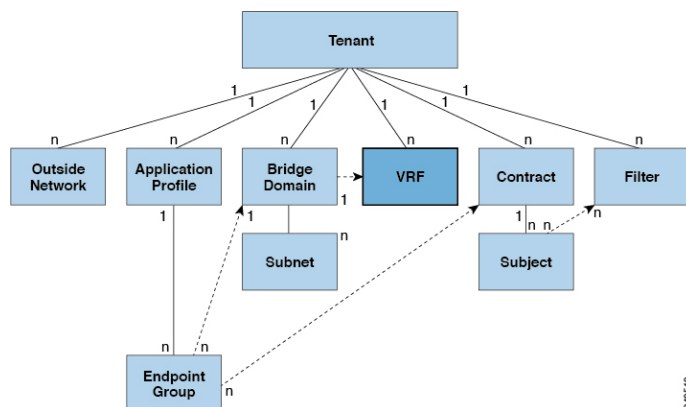 Tenant
1
1
1
1
1
1
n
n
n
n
n
n
Outside
Network
Application
Profile
Bridge
Domain
VRF
Contract
Filter
1
1
1
1
n
n
n
n
Subnet
Subject
n
n
Endpoint
Group
n